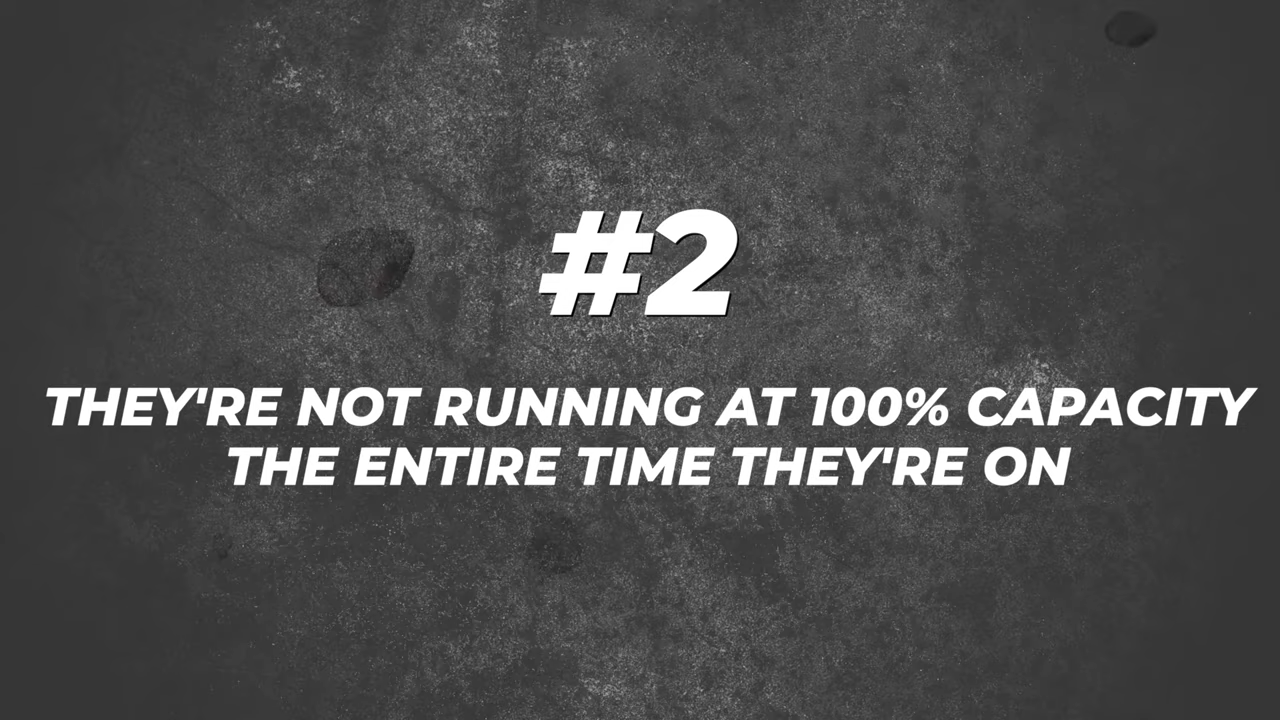 #2
THEY'RE NOT RUNNING AT 100% CAPACITY
THE ENTIRE TIME THEY'RE ON